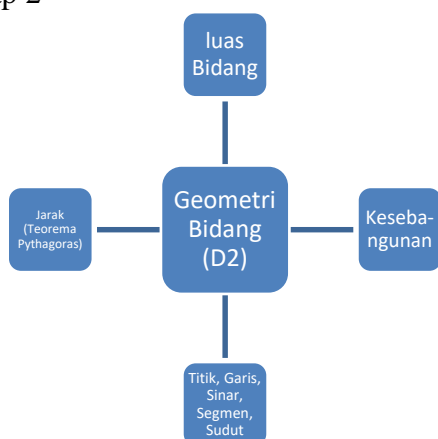 luas
Bidang
Geometri
Bidang
(D2)
Jarak
(Teorema
Pythagoras)
Keseba-
ngunan
Titik, Garis,
Sinar,
Segmen,
Sudut